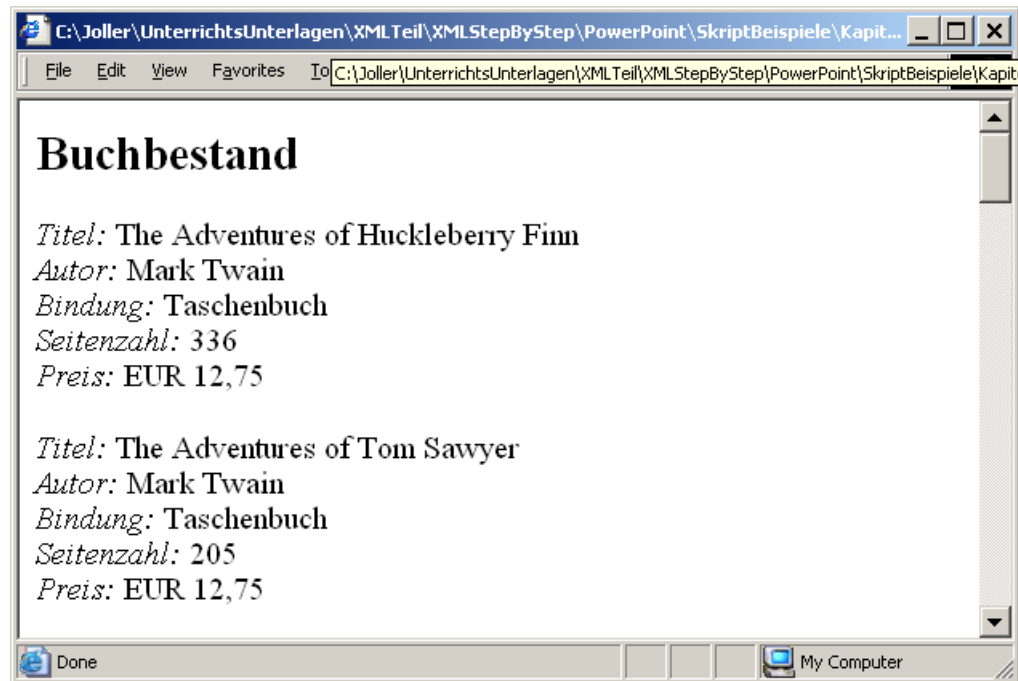 C:\Joller\UnterrichtsUnterlagen\XMLTeil\XMLStepByStep\PowerPoint\SkriptBeispiele\Kapit...
File Edit View Favorites To
C:\Joller\UnterrichtsUnterlagen\XMLTeil\XMLStepByStep\PowerPoint\SkriptBeispiele\Kapit
Buchbestand
Titel: The Adventures of Huckleberry Finn
Autor: Mark Twain
Bindung: Taschenbuch
Seitenzahl: 336
Preis: EUR 12,75
Titel: The Adventures of Tom Sawyer
Autor: Mark Twain
Bindung: Taschenbuch
Seitenzahl: 205
Preis: EUR 12,75
Done My Computer